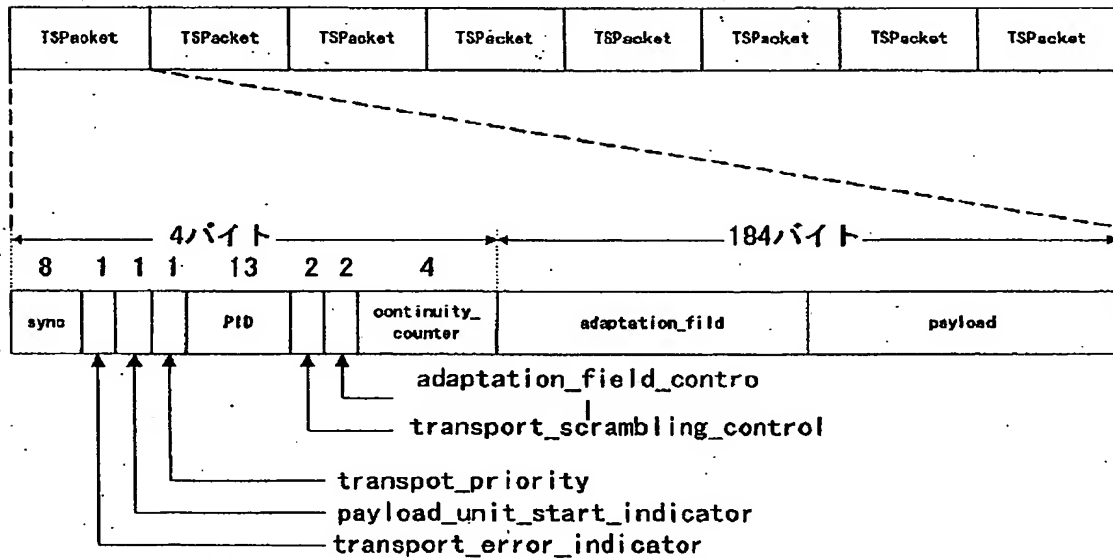 TSPacket TSPacket TSPacket TSPacket TSPacket TSPacket TSPacket TSPacket
4バイト 184バイト
8 1 1 1 13 2 2 4
sync PID continuity_ adaptation_fild payload
counter
adaptation_field_contro
l
transport_scrambling_control
transpot_priority
payload_unit_start_indicator
transport_error_indicator